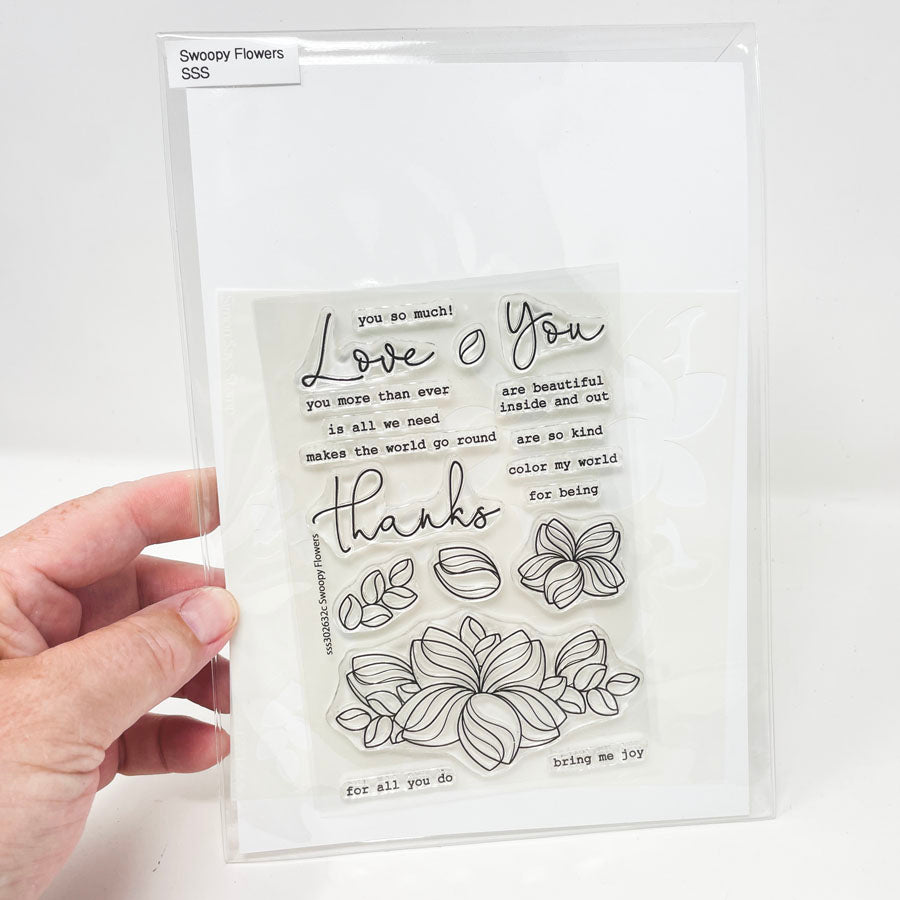 Swoopy Flowers
SSS
you so much!
Love
You
you more than ever
is all we need
makes the world go round
are beautiful
inside and out
are so kind
color my world
for being
thanks
sss302632c Swoopy Flowers
for all you do
bring me joy